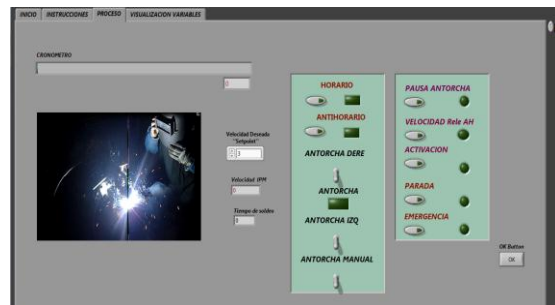 INICIO INSTRUCCIONES PROCESO VISUALIZACION VARIABLES
CRONOMETRO
0
Velocidad Deseada
"Setpoint"
3
Velocidad IPM
0
Tiempo de soldeo
0
HORARIO
ANTIHORARIO
ANTORCHA DERE
ANTORCHA
ANTORCHA IZQ
ANTORCHA MANUAL
PAUSA ANTORCHA
VELOCIDAD Rele AH
ACTIVACION
PARADA
EMERGENCIA
OK Button
OK